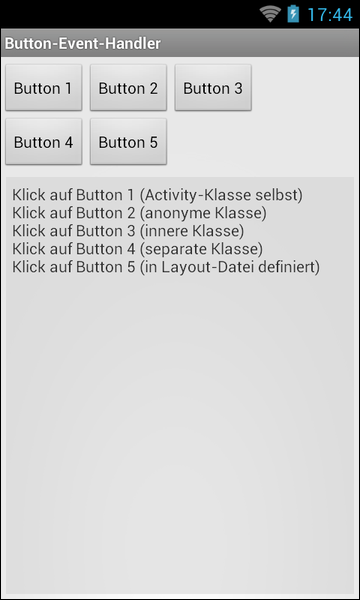 17:44
Button-Event-Handler
Button 1 Button 2 Button 3
Button 4 Button 5
Klick auf Button 1 (Activity-Klasse selbst)
Klick auf Button 2 (anonyme Klasse)
Klick auf Button 3 (innere Klasse)
Klick auf Button 4 (separate Klasse)
Klick auf Button 5 (in Layout-Datei definiert)